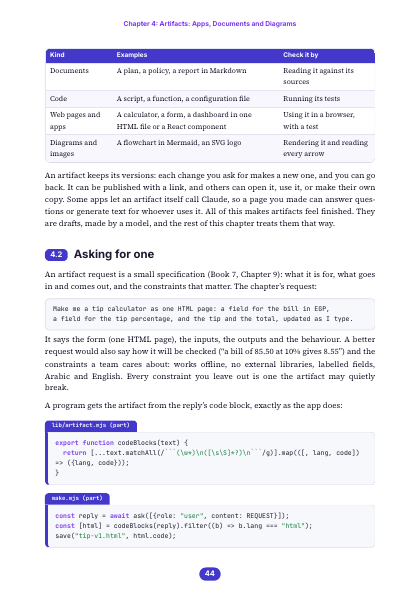 Chapter 4: Artifacts: Apps, Documents and Diagrams
Kind Examples Check it by
Documents A plan, a policy, a report in Markdown Reading it against its
sources
Code A script, a function, a configuration file Running its tests
Web pages and A calculator, a form, a dashboard in one Using it in a browser,
apps HTML file or a React component with a test
Diagrams and A flowchart in Mermaid, an SVG logo Rendering it and reading
images every arrow
An artifact keeps its versions: each change you ask for makes a new one, and you can go
back. It can be published with a link, and others can open it, use it, or make their own
copy. Some apps let an artifact itself call Claude, so a page you made can answer ques-
tions or generate text for whoever uses it. All of this makes artifacts feel finished. They
are drafts, made by a model, and the rest of this chapter treats them that way.
4.2 Asking for one
An artifact request is a small specification (Book 7, Chapter 9): what it is for, what goes
in and comes out, and the constraints that matter. The chapter's request:
Make me a tip calculator as one HTML page: a field for the bill in EGP,
a field for the tip percentage, and the tip and the total, updated as I type.
It says the form (one HTML page), the inputs, the outputs and the behaviour. A better
request would also say how it will be checked ("a bill of 85.50 at 10% gives 8.55") and the
constraints a team cares about: works offline, no external libraries, labelled fields,
Arabic and English. Every constraint you leave out is one the artifact may quietly
break.
A program gets the artifact from the reply's code block, exactly as the app does:
lib/artifact.mjs (part)
export function codeBlocks(text) {
return [...text.matchAll(/```(\w+)\n([\s\S]*?)\n```/g)].map(([, lang, code])
=> ({lang, code}));
}
make.mjs (part)
const reply = await ask([{role: "user", content: REQUEST}]);
const [html] = codeBlocks(reply).filter((b) => b.lang === "html");
save("tip-v1.html", html.code);
44